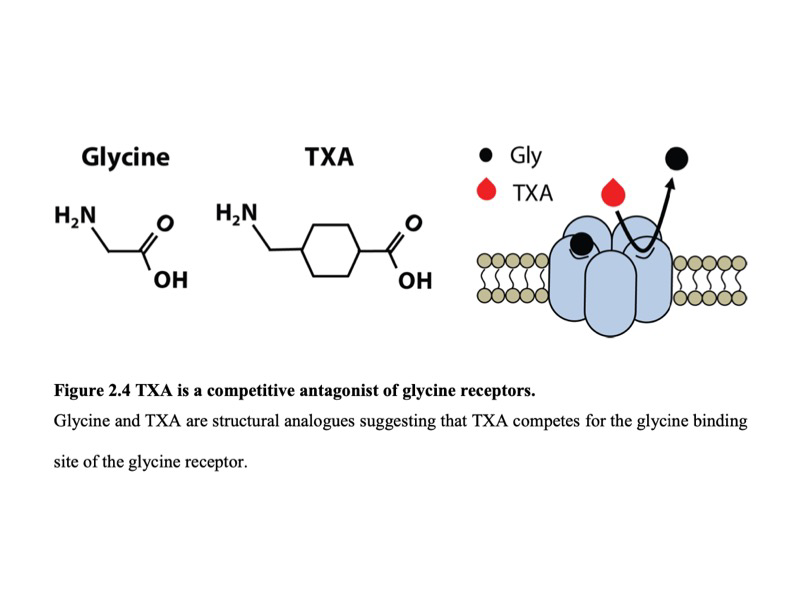 Glycine
TXA
Gly
TXA
H₂N
O
OH
H₂N
O
OH
Figure 2.4 TXA is a competitive antagonist of glycine receptors.
Glycine and TXA are structural analogues suggesting that TXA competes for the glycine binding
site of the glycine receptor.